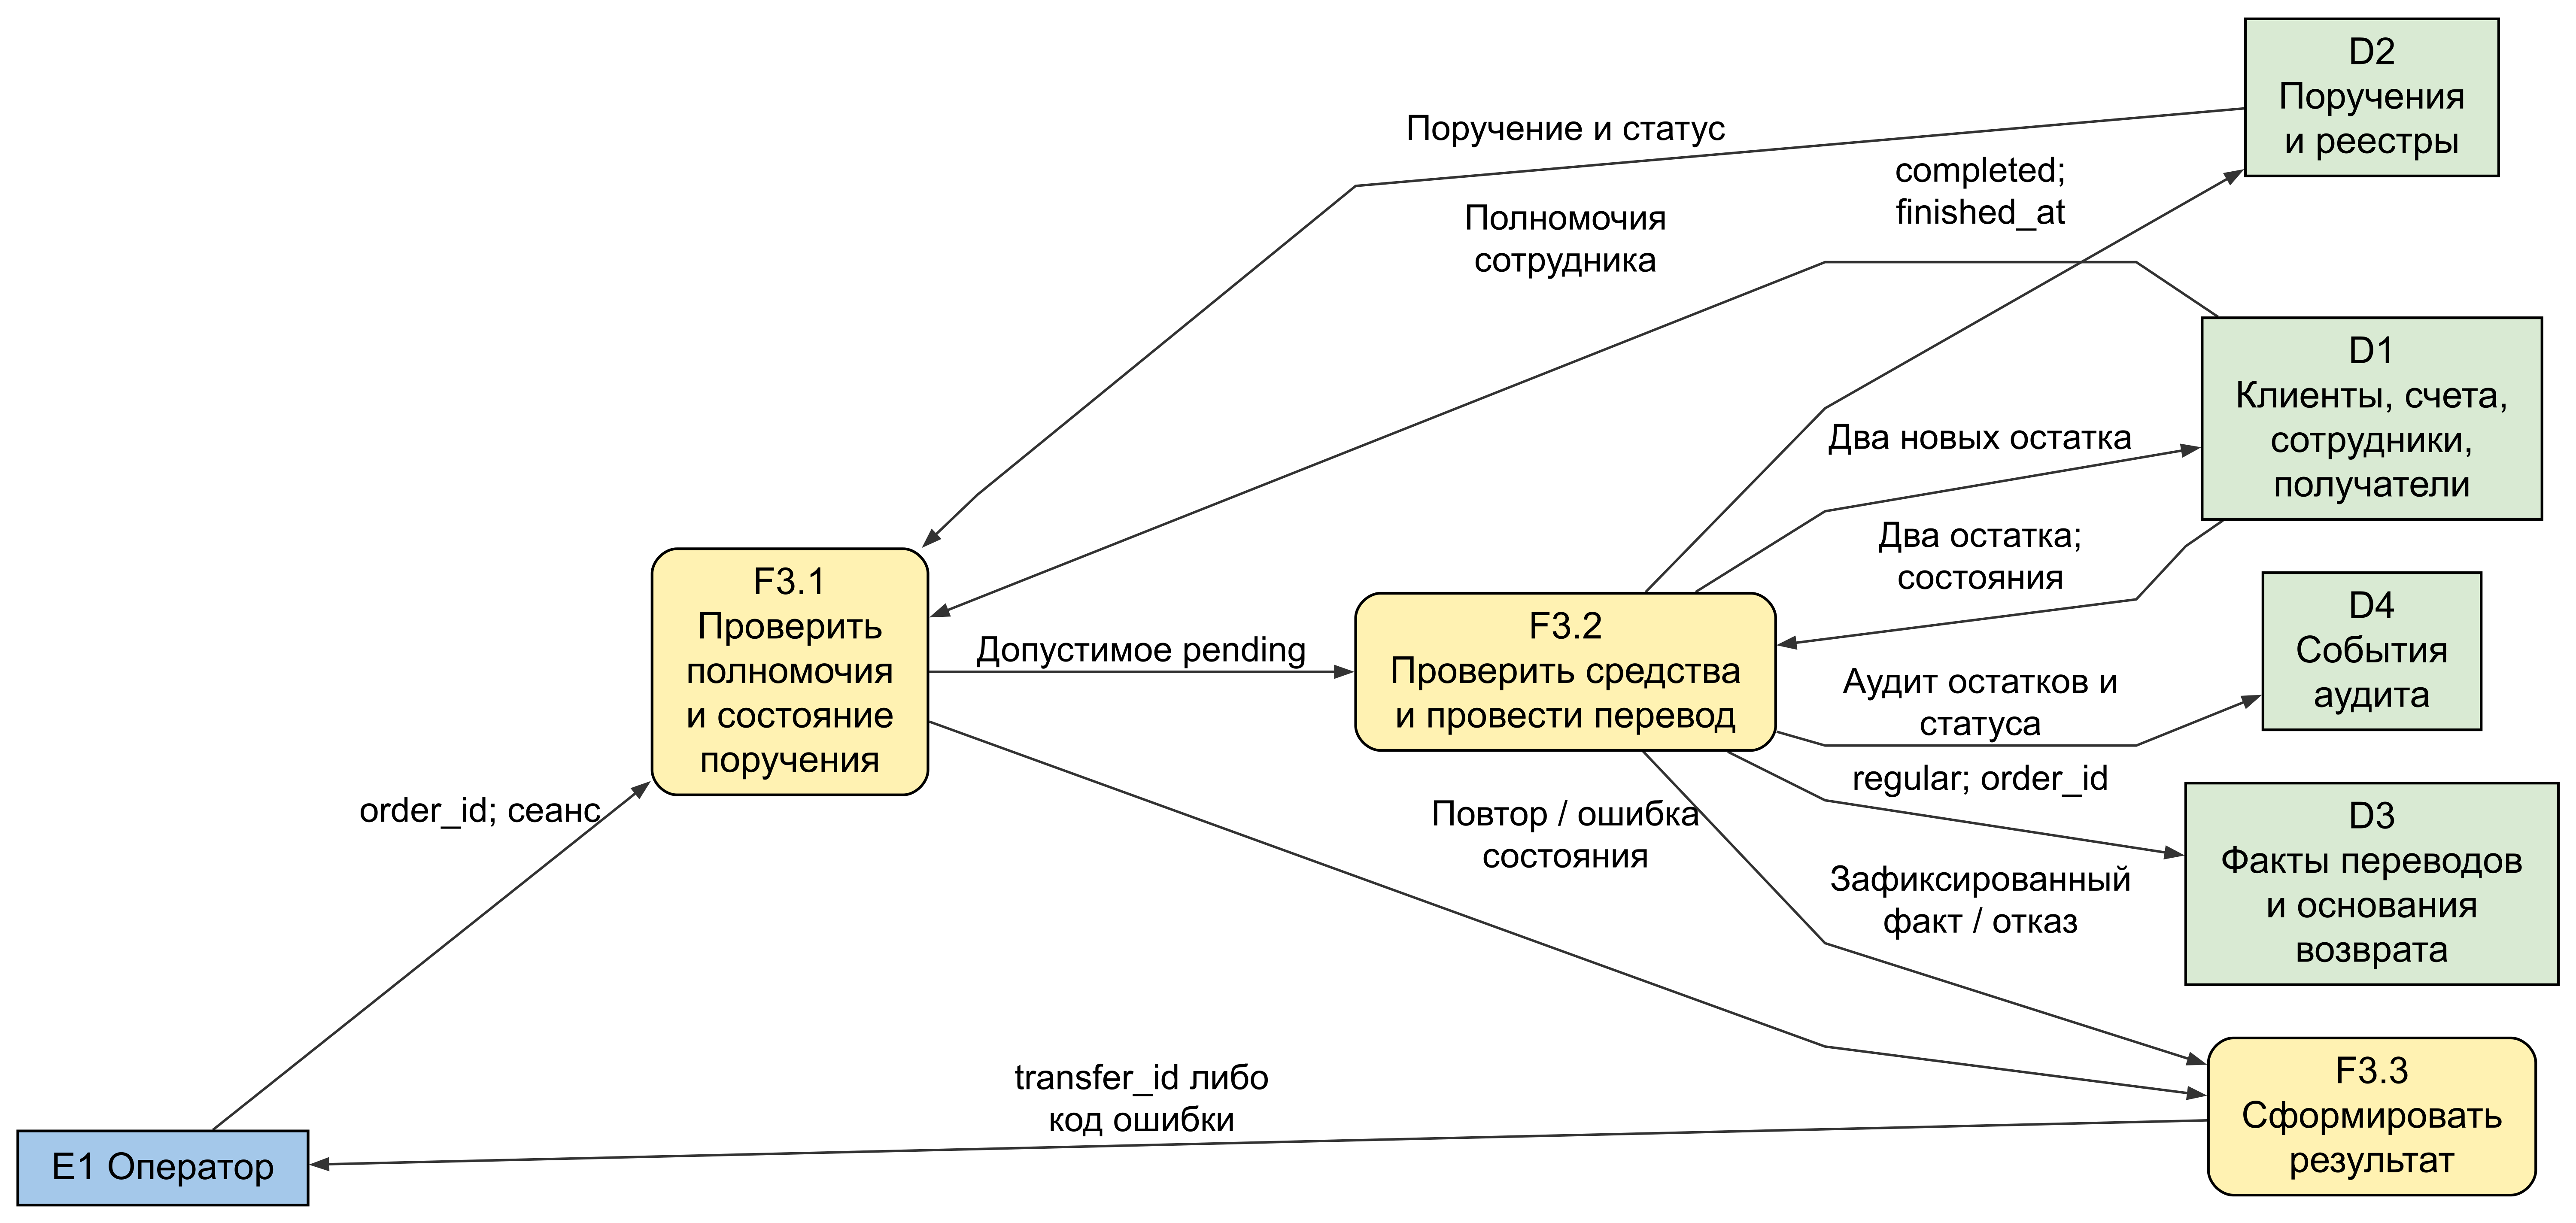 D2
Поручения
и реестры
Поручение и статус
completed;
finished_at
Полномочия
сотрудника
D1
Клиенты, счета,
сотрудники,
получатели
Два новых остатка
Два остатка;
состояния
F3.1
Проверить
полномочия
и состояние
поручения
Допустимое pending
F3.2
Проверить средства
и провести перевод
D4
События
аудита
Аудит остатков и
статуса
regular; order_id
D3
Факты переводов
и основания
возврата
order_id; сеанс
Повтор / ошибка
состояния
Зафиксированный
факт / отказ
transfer_id либо
код ошибки
F3.3
Сформировать
результат
E1 Оператор